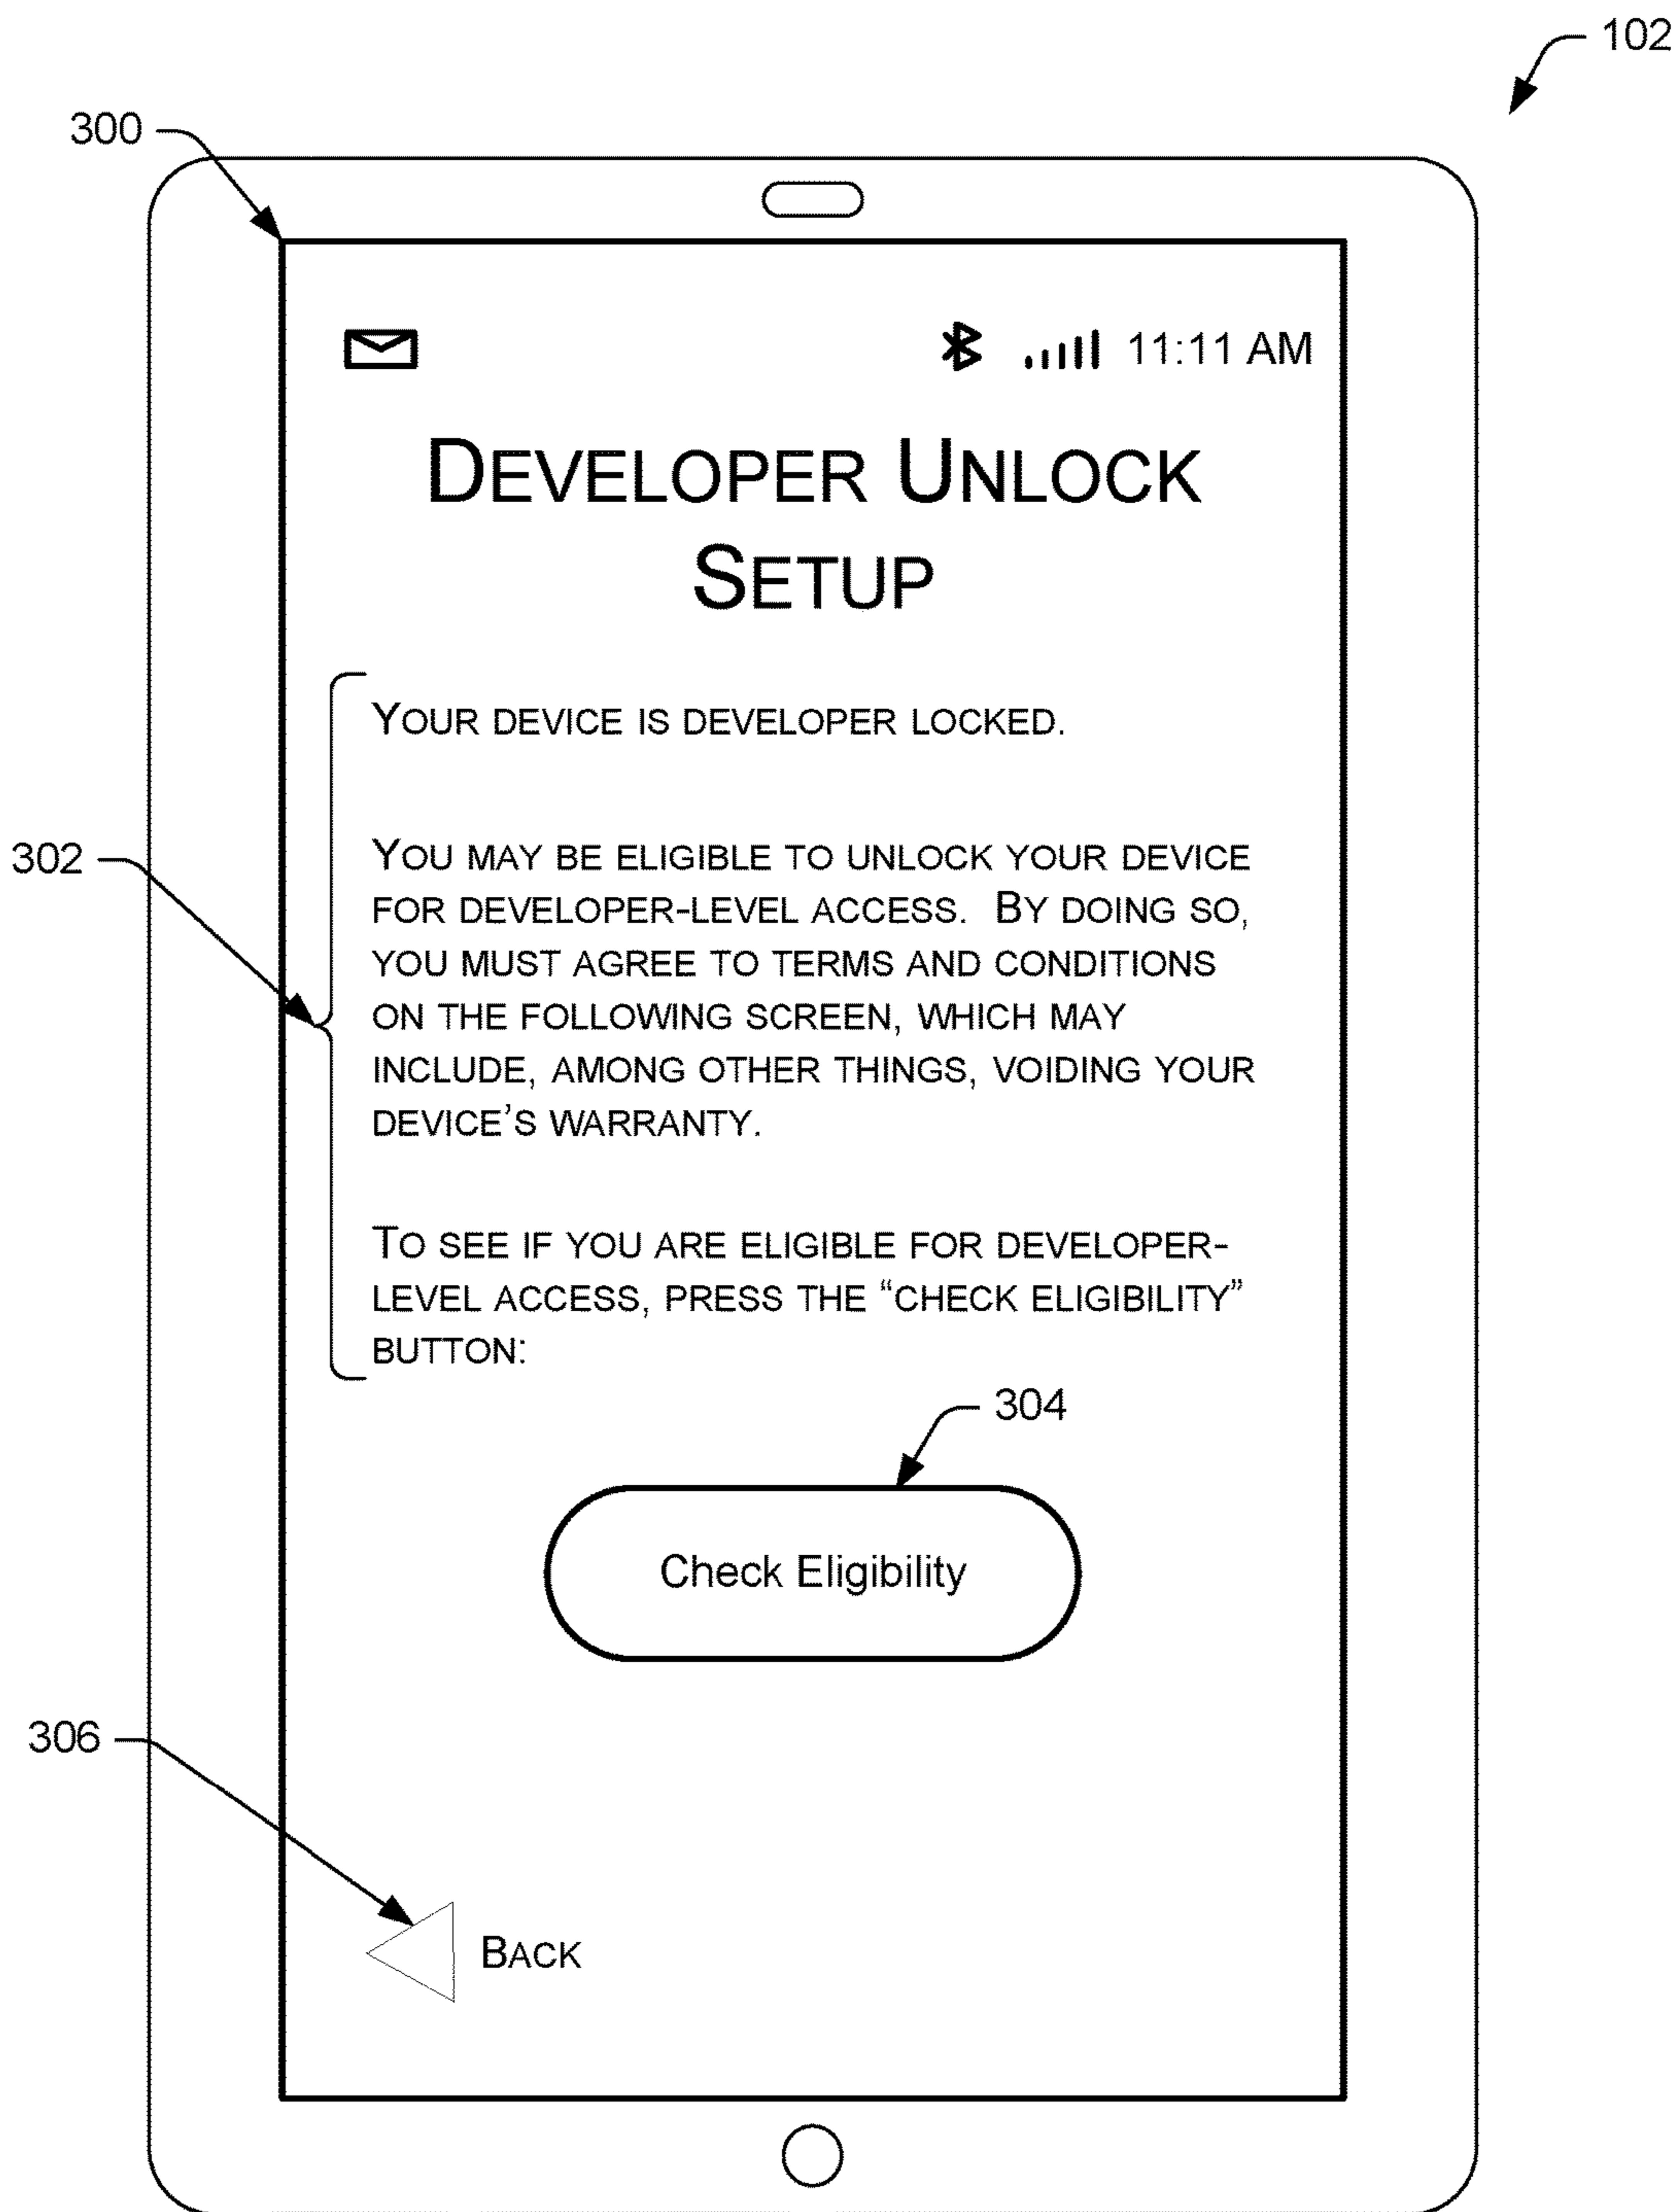 102
300
11:11 AM
DEVELOPER UNLOCK
SETUP
YOUR DEVICE IS DEVELOPER LOCKED.
302
YOU MAY BE ELIGIBLE TO UNLOCK YOUR DEVICE
FOR DEVELOPER-LEVEL ACCESS. BY DOING SO,
YOU MUST AGREE TO TERMS AND CONDITIONS
ON THE FOLLOWING SCREEN, WHICH MAY
INCLUDE, AMONG OTHER THINGS, VOIDING YOUR
DEVICE'S WARRANTY.
TO SEE IF YOU ARE ELIGIBLE FOR DEVELOPER-
LEVEL ACCESS, PRESS THE “CHECK ELIGIBILITY”
BUTTON:
304
Check Eligibility
306
BACK